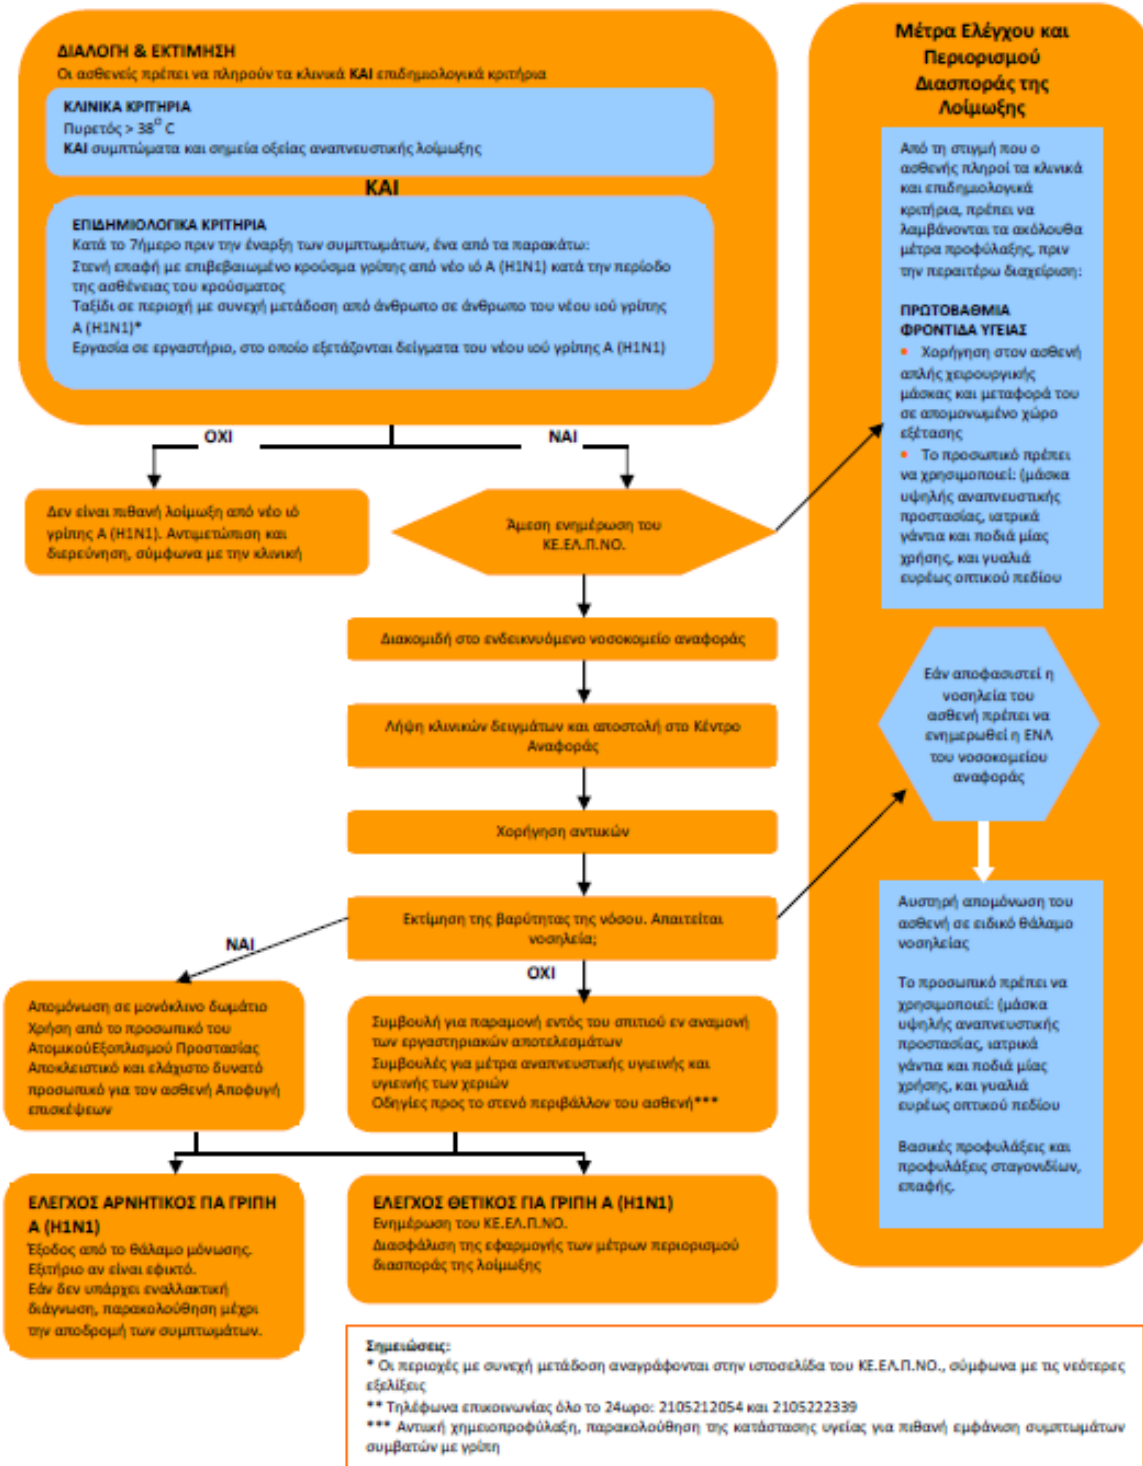 ΔΙΑΛΟΓΗ & ΕΚΤΙΜΗΣΗ
Οι ασθενείς πρέπει να πληρούν τα κλινικά ΚΑΙ επιδημιολογικά κριτήρια
ΚΛΙΝΙΚΑ ΚΡΙΤΗΡΙΑ
Πυρετός > 38° C
ΚΑΙ συμπτώματα και σημεία οξείας αναπνευστικής λοίμωξης
ΚΑΙ
ΕΠΙΔΗΜΙΟΛΟΓΙΚΑ ΚΡΙΤΗΡΙΑ
Κατά το 7ήμερο πριν την έναρξη των συμπτωμάτων, ένα από τα παρακάτω:
Στενή επαφή με επιβεβαιωμένο κρούσμα γρίπης από νέο ιό Α (Η1Ν1) κατά την περίοδο
της ασθένειας του κρούσματος
Ταξίδι σε περιοχή με συνεχή μετάδοση από άνθρωπο σε άνθρωπο του νέου ιού γρίπης
Α (Η1Ν1)*
Εργασία σε εργαστήριο, στο οποίο εξετάζονται δείγματα του νέου ιού γρίπης Α (Η1Ν1)
ΟΧΙ
ΝΑΙ
Δεν είναι πιθανή λοίμωξη από νέο ιό
γρίπης Α (Η1Ν1). Αντιμετώπιση και
διερεύνηση, σύμφωνα με την κλινική
Άμεση ενημέρωση του
ΚΕ.ΕΛ.Π.ΝΟ.
Διακομιδή στο ενδεικνυόμενο νοσοκομείο αναφοράς
Λήψη κλινικών δειγμάτων και αποστολή στο Κέντρο
Αναφοράς
Χορήγηση αντιικών
Εκτίμηση της βαρύτητας της νόσου. Απαιτείται
νοσηλεία;
ΝΑΙ
ΟΧΙ
Απομόνωση σε μονόκλινο δωμάτιο
Χρήση από το προσωπικό του
ΑτομικούΕξοπλισμού Προστασίας
Αποκλειστικό και ελάχιστο δυνατό
προσωπικό για τον ασθενή Αποφυγή
επισκέψεων
Συμβουλή για παραμονή εντός του σπιτιού εν αναμονή
των εργαστηριακών αποτελεσμάτων
Συμβουλές για μέτρα αναπνευστικής υγιεινής και
υγιεινής των χεριών
Οδηγίες προς το στενό περιβάλλον του ασθενή***
ΕΛΕΓΧΟΣ ΑΡΝΗΤΙΚΟΣ ΓΙΑ ΓΡΙΠΗ
Α (Η1Ν1)
Έξοδος από το θάλαμο μόνωσης.
Εξιτήριο αν είναι εφικτό.
Εάν δεν υπάρχει εναλλακτική
διάγνωση, παρακολούθηση μέχρι
την αποδρομή των συμπτωμάτων.
ΕΛΕΓΧΟΣ ΘΕΤΙΚΟΣ ΓΙΑ ΓΡΙΠΗ Α (Η1Ν1)
Ενημέρωση του ΚΕ.ΕΛ.Π.ΝΟ.
Διασφάλιση της εφαρμογής των μέτρων περιορισμού
διασποράς της λοίμωξης
Μέτρα Ελέγχου και
Περιορισμού
Διασποράς της
Λοίμωξης
Από τη στιγμή που ο
ασθενής πληροί τα κλινικά
και επιδημιολογικά
κριτήρια, πρέπει να
λαμβάνονται τα ακόλουθα
μέτρα προφύλαξης, πριν
την περαιτέρω διαχείριση:
ΠΡΩΤΟΒΑΘΜΙΑ
ΦΡΟΝΤΙΔΑ ΥΓΕΙΑΣ
• Χορήγηση στον ασθενή
απλής χειρουργικής
μάσκας και μεταφορά του
σε απομονωμένο χώρο
εξέτασης
• Το προσωπικό πρέπει
να χρησιμοποιεί: (μάσκα
υψηλής αναπνευστικής
προστασίας, ιατρικά
γάντια και ποδιά μίας
χρήσης, και γυαλιά
ευρέως οπτικού πεδίου
Εάν αποφασιστεί η
νοσηλεία του
ασθενή πρέπει να
ενημερωθεί η ΕΝΛ
του νοσοκομείου
αναφοράς
Αυστηρή απομόνωση του
ασθενή σε ειδικό θάλαμο
νοσηλείας
Το προσωπικό πρέπει να
χρησιμοποιεί: (μάσκα
υψηλής αναπνευστικής
προστασίας, ιατρικά
γάντια και ποδιά μίας
χρήσης, και γυαλιά
ευρέως οπτικού πεδίου
Βασικές προφυλάξεις και
προφυλάξεις σταγονιδίων,
επαφής.
Σημειώσεις:
* Οι περιοχές με συνεχή μετάδοση αναγράφονται στην ιστοσελίδα του ΚΕ.ΕΛ.Π.ΝΟ., σύμφωνα με τις νεότερες
εξελίξεις
** Τηλέφωνα επικοινωνίας όλο το 24ωρο: 2105212054 και 2105222339
*** Αντιική χημειοπροφύλαξη, παρακολούθηση της κατάστασης υγείας για πιθανή εμφάνιση συμπτωμάτων
συμβατών με γρίπη